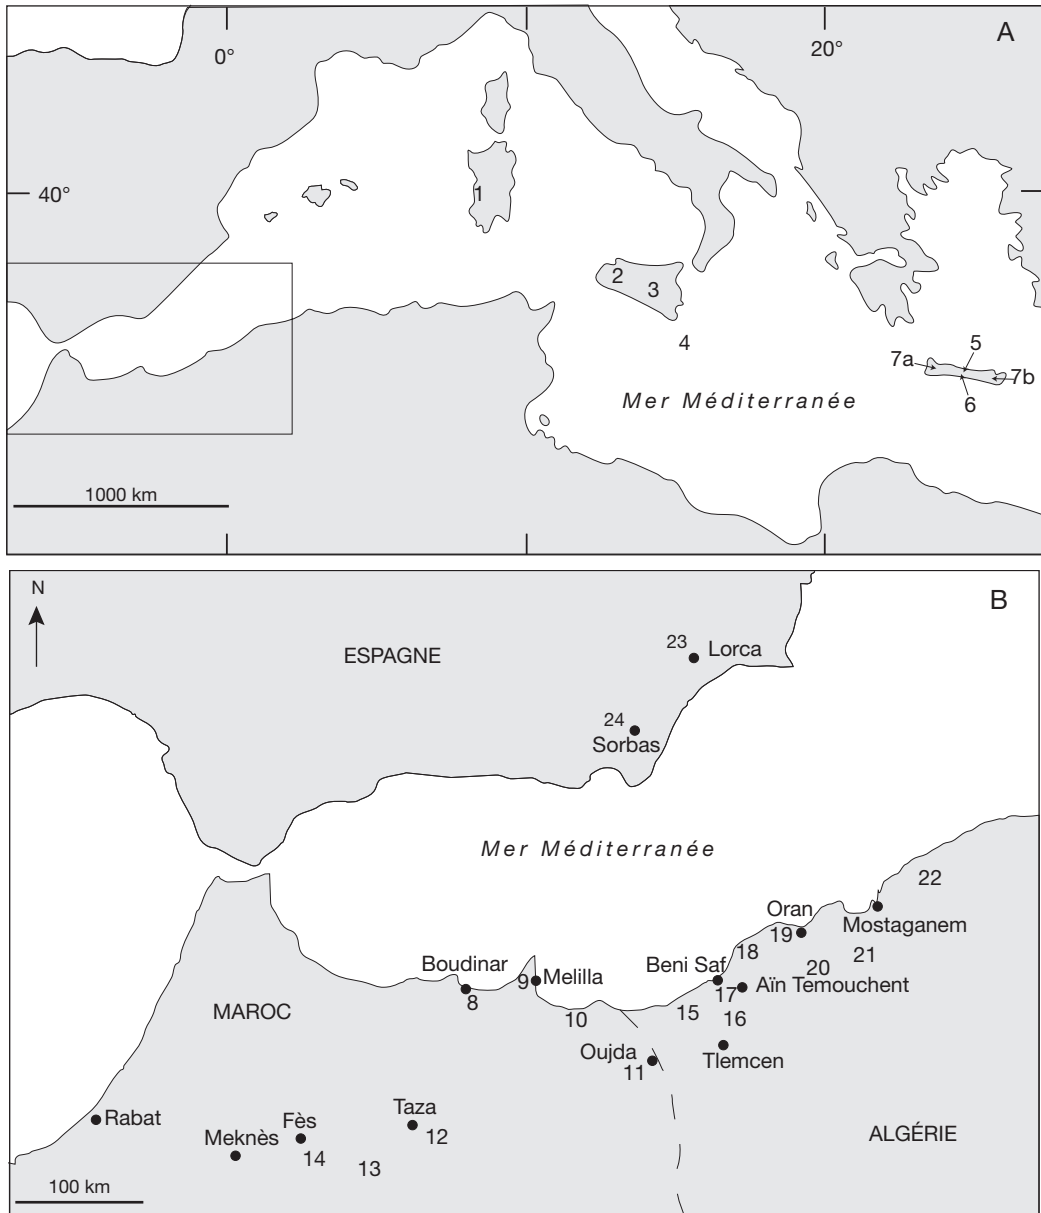 A
0°
20°
40°
1
2
3
4
5
7a
7b
6
Mer Méditerranée
1000 km
N
B
23
Lorca
ESPAGNE
24
Sorbas
Mer Méditerranée
22
Oran
Mostaganem
19
18
21
Boudinar
Beni Saf
20
9
Melilla
Aïn Temouchent
8
17
MAROC
10
15
16
Oujda
Tlemcen
11
Taza
Rabat
Fès
12
ALGÉRIE
Meknès
14
13
100 km